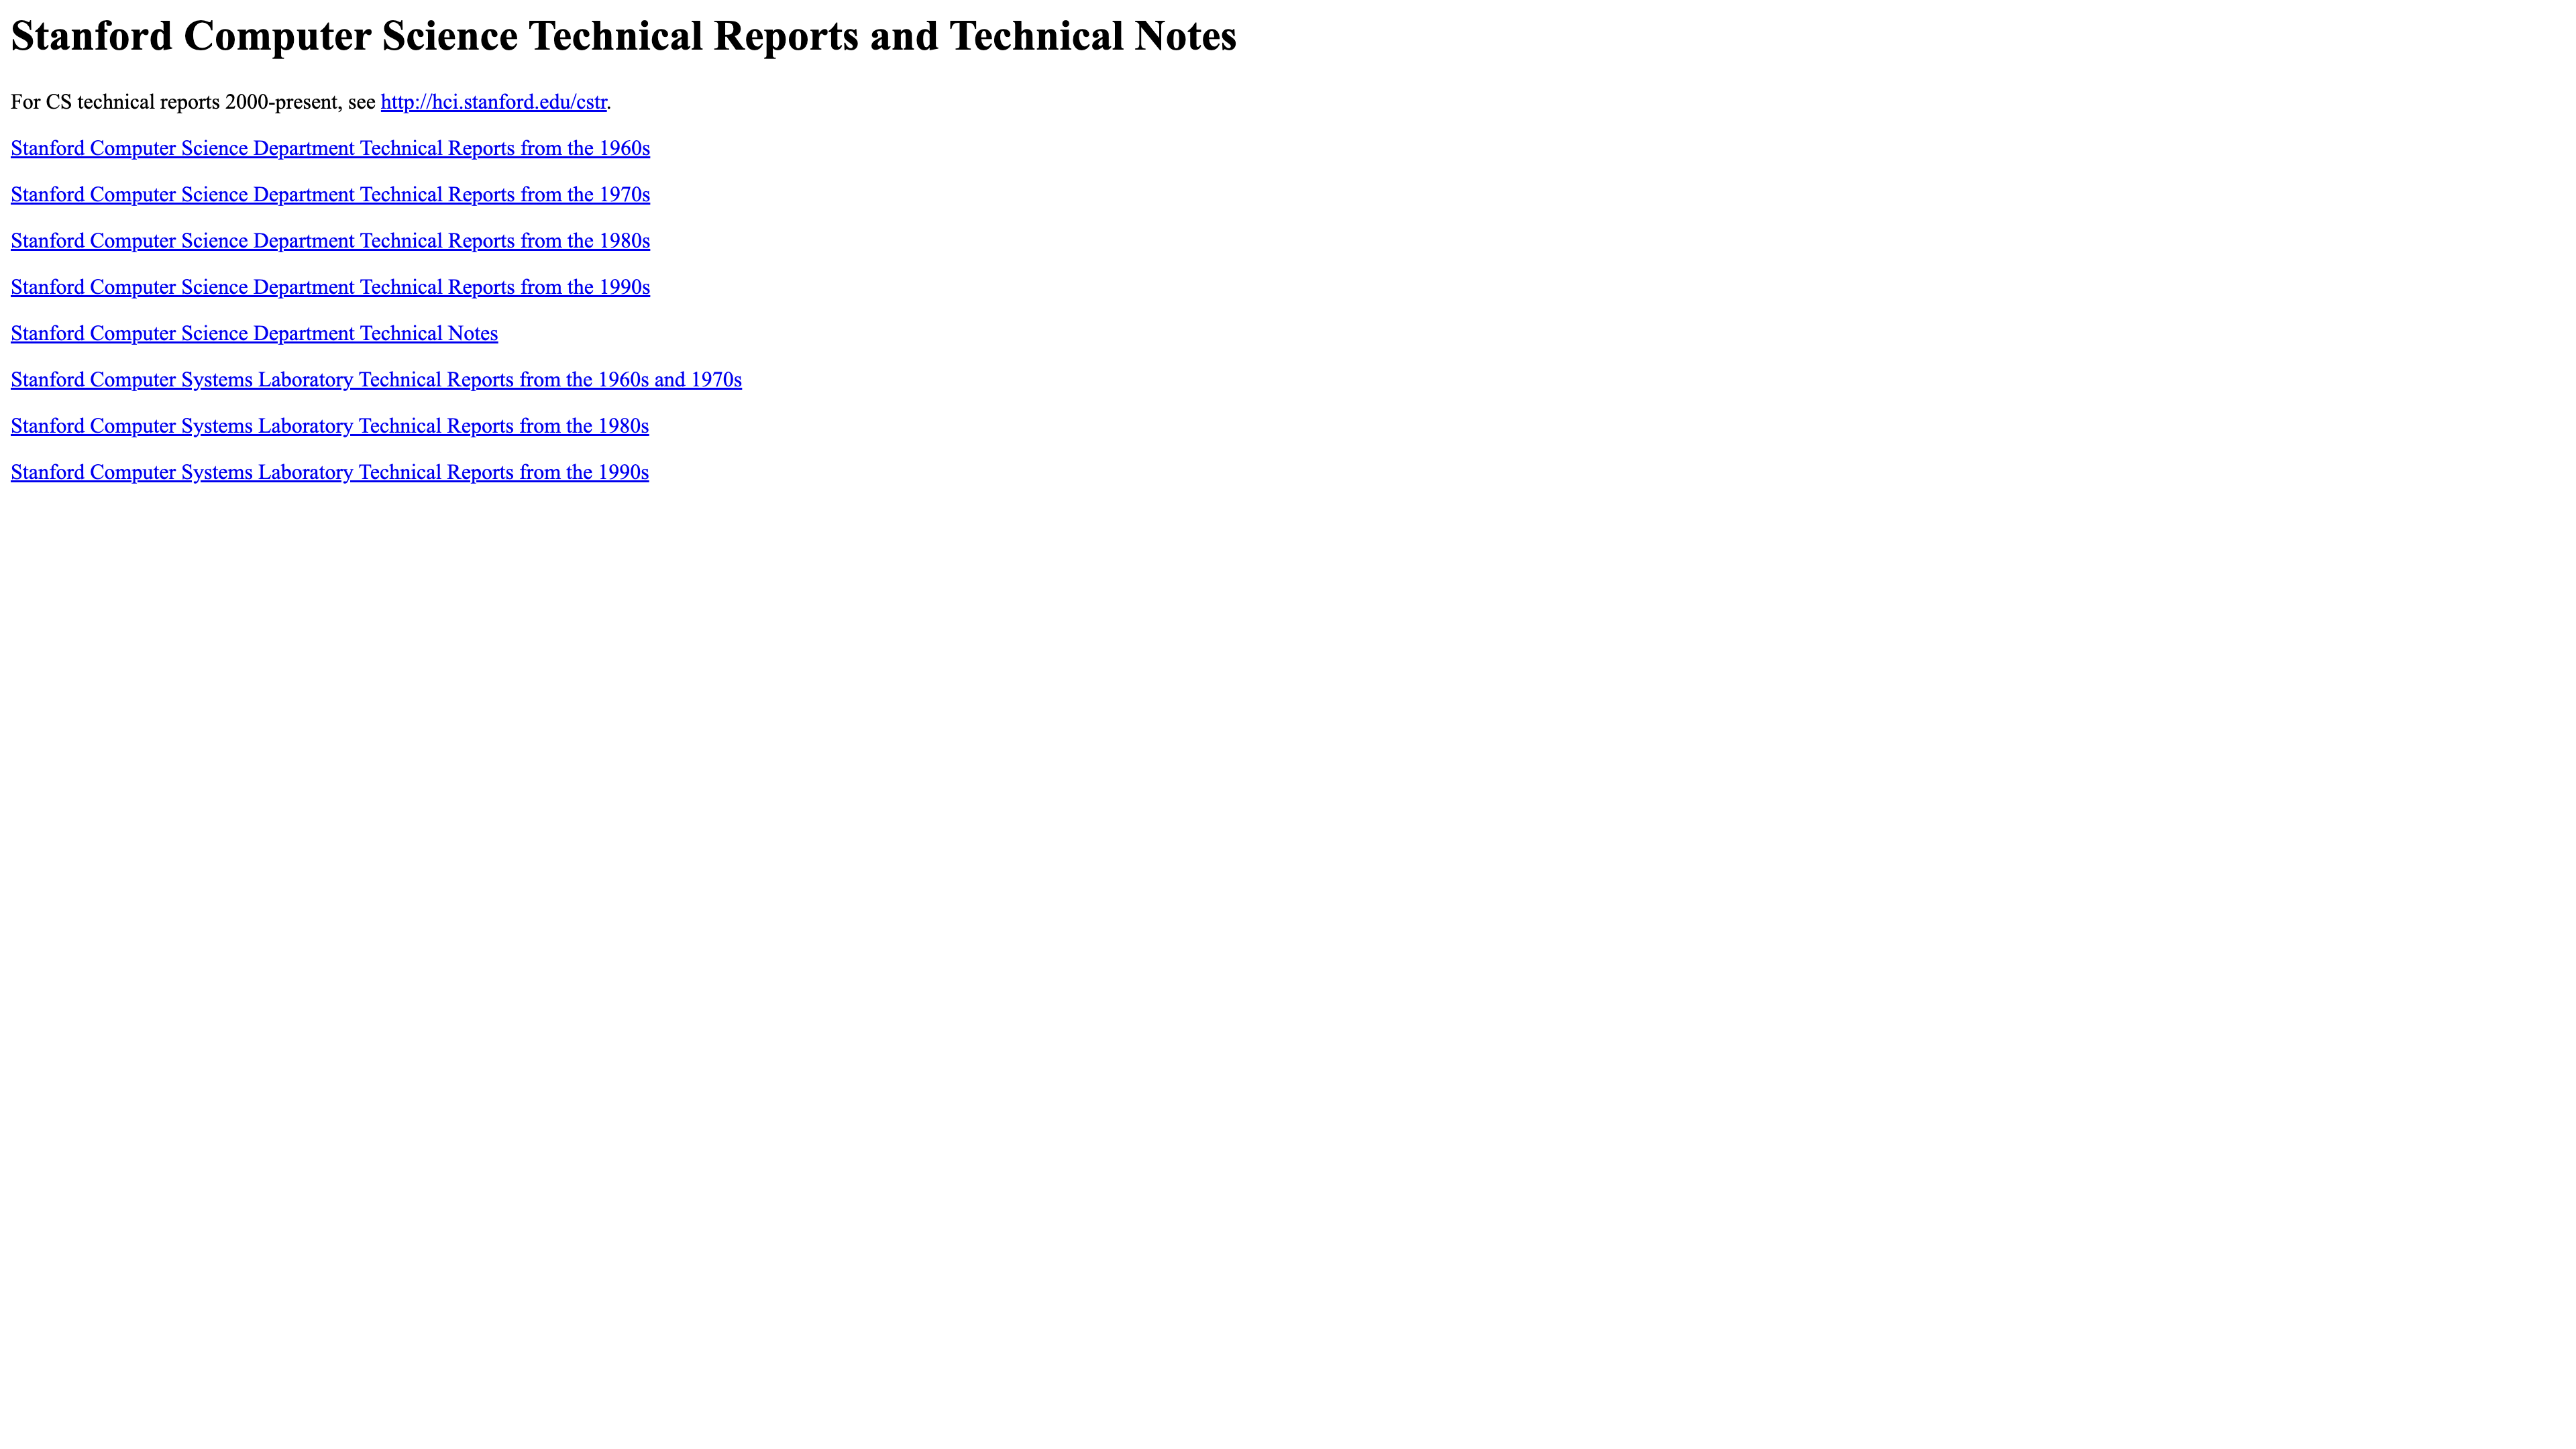 Stanford Computer Science Technical Reports and Technical Notes
For CS technical reports 2000-present, see http://hci.stanford.edu/cstr.
Stanford Computer Science Department Technical Reports from the 1960s
Stanford Computer Science Department Technical Reports from the 1970s
Stanford Computer Science Department Technical Reports from the 1980s
Stanford Computer Science Department Technical Reports from the 1990s
Stanford Computer Science Department Technical Notes
Stanford Computer Systems Laboratory Technical Reports from the 1960s and 1970s
Stanford Computer Systems Laboratory Technical Reports from the 1980s
Stanford Computer Systems Laboratory Technical Reports from the 1990s